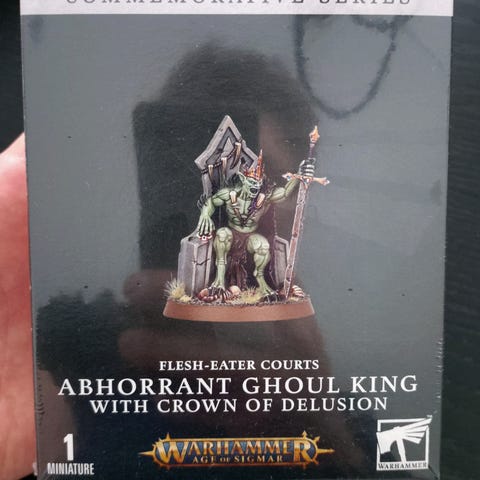 COMMEMORATIVE SERIES
FLESH-EATER COURTS
ABHORRANT GHOUL KING
WITH CROWN OF DELUSION
1
MINIATURE
WARHAMMER
AGE OF SIGMAR
WARHAMMER